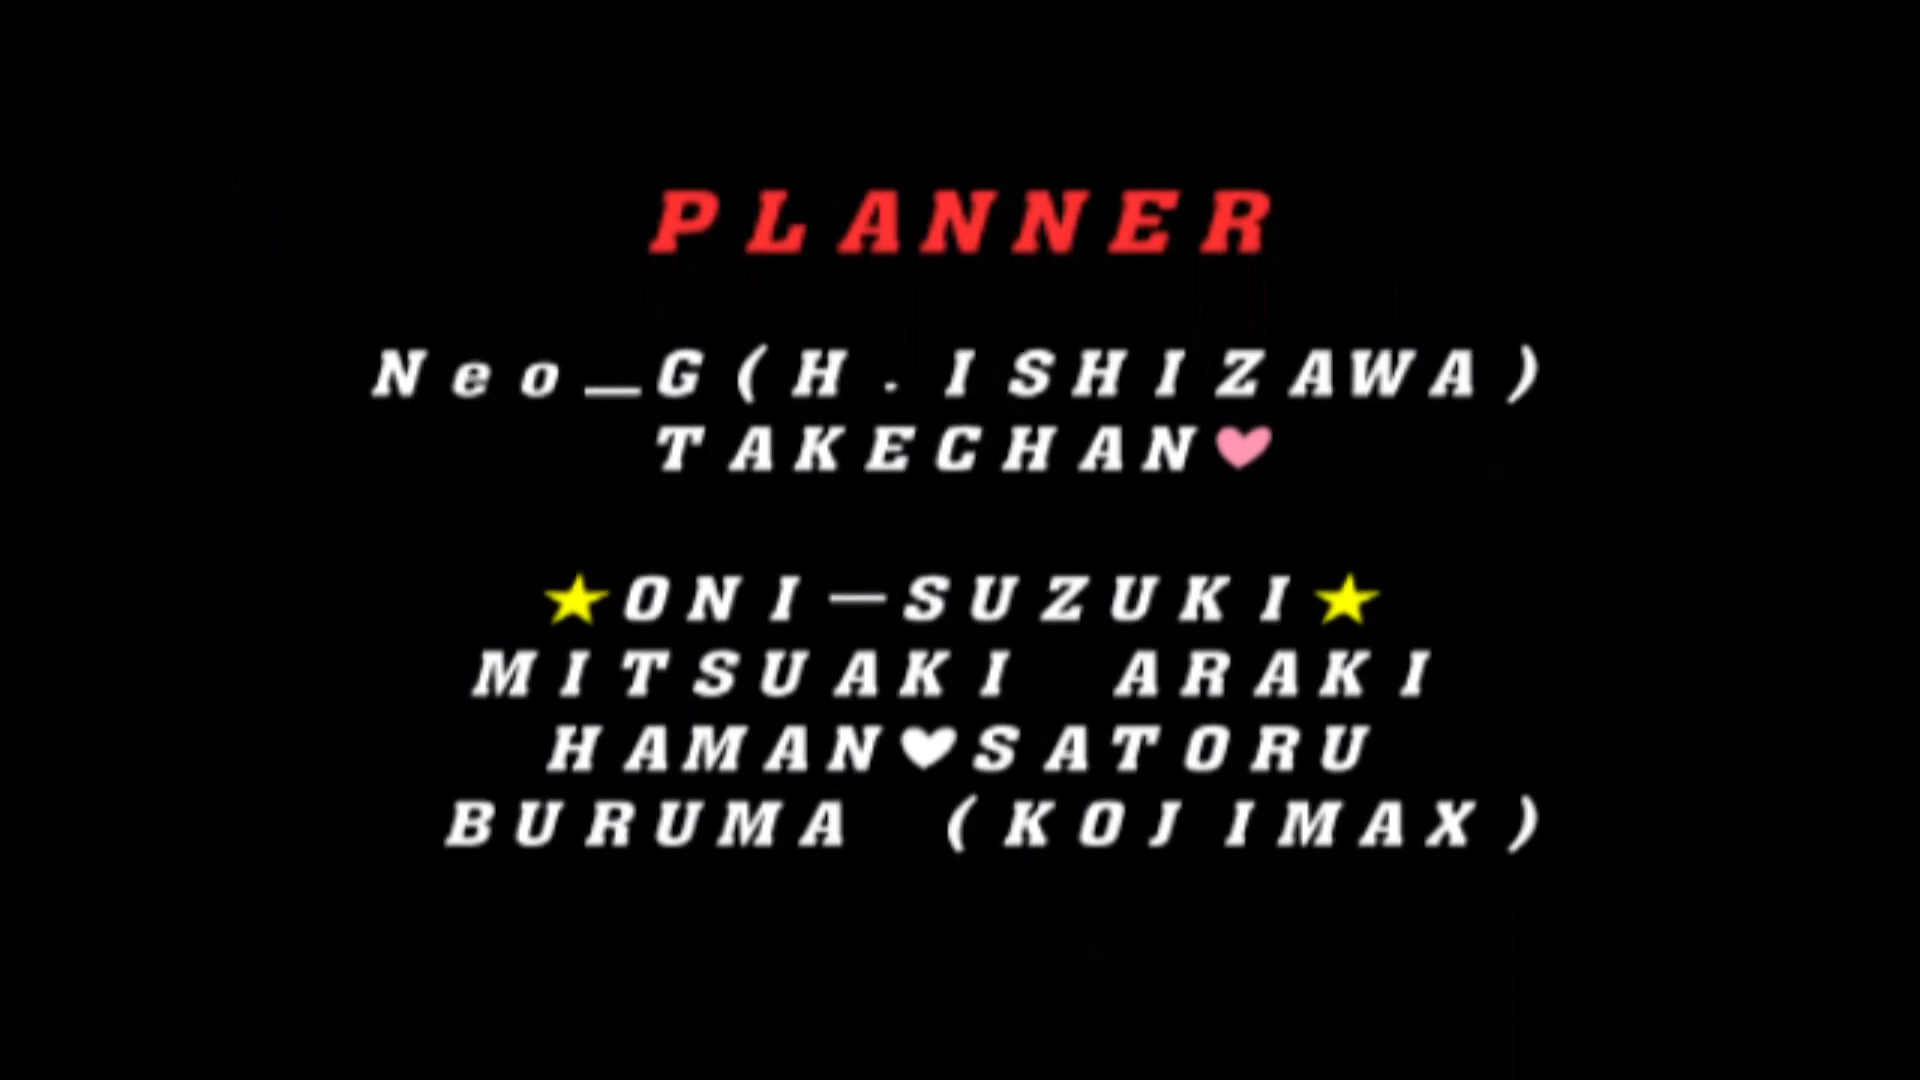 PLANNER
Neo_G(H.ISHIZAWA)
TAKECHAN♥
★ONI-SUZUKI★
MITSUAKI ARAKI
HAMAN♥SATORU
BURUMA (KOJIMAX)